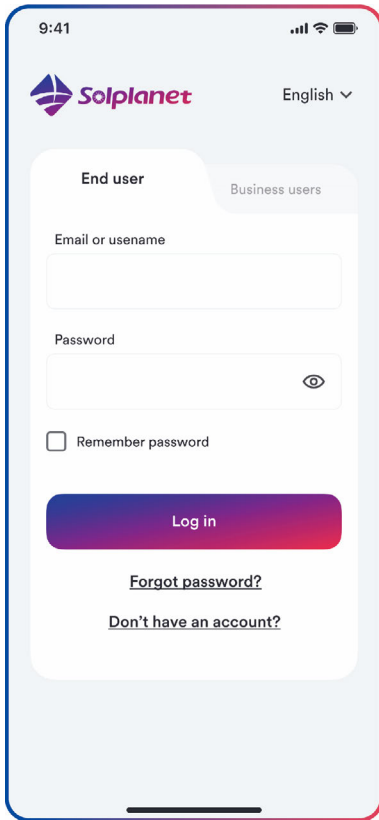 9:41
Solplanet
English
End user
Business users
Email or usename
Password
Remember password
Log in
Forgot password?
Don't have an account?